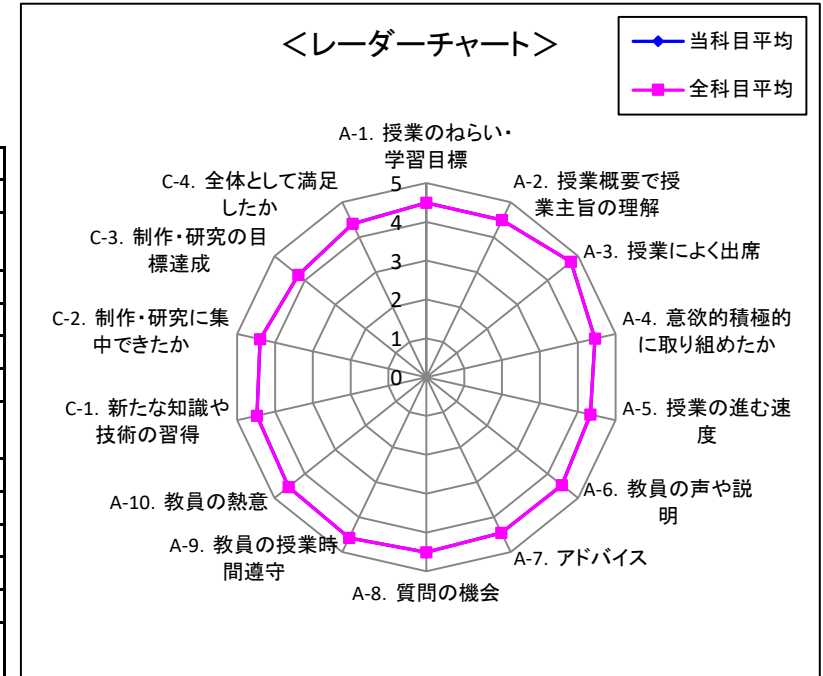 ＜レーダーチャート＞
当科目平均
全科目平均
A-1. 授業のねらい・
学習目標
A-2. 授業概要で授
業主旨の理解
A-3. 授業によく出席
A-4. 意欲的積極的
に取り組めたか
A-5. 授業の進む速
度
A-6. 教員の声や説
明
A-7. アドバイス
A-8. 質問の機会
A-9. 教員の授業時
間遵守
A-10. 教員の熱意
C-1. 新たな知識や
技術の習得
C-2. 制作・研究に集
中できたか
C-3. 制作・研究の目
標達成
C-4. 全体として満足
したか
5
4
3
2
1
0